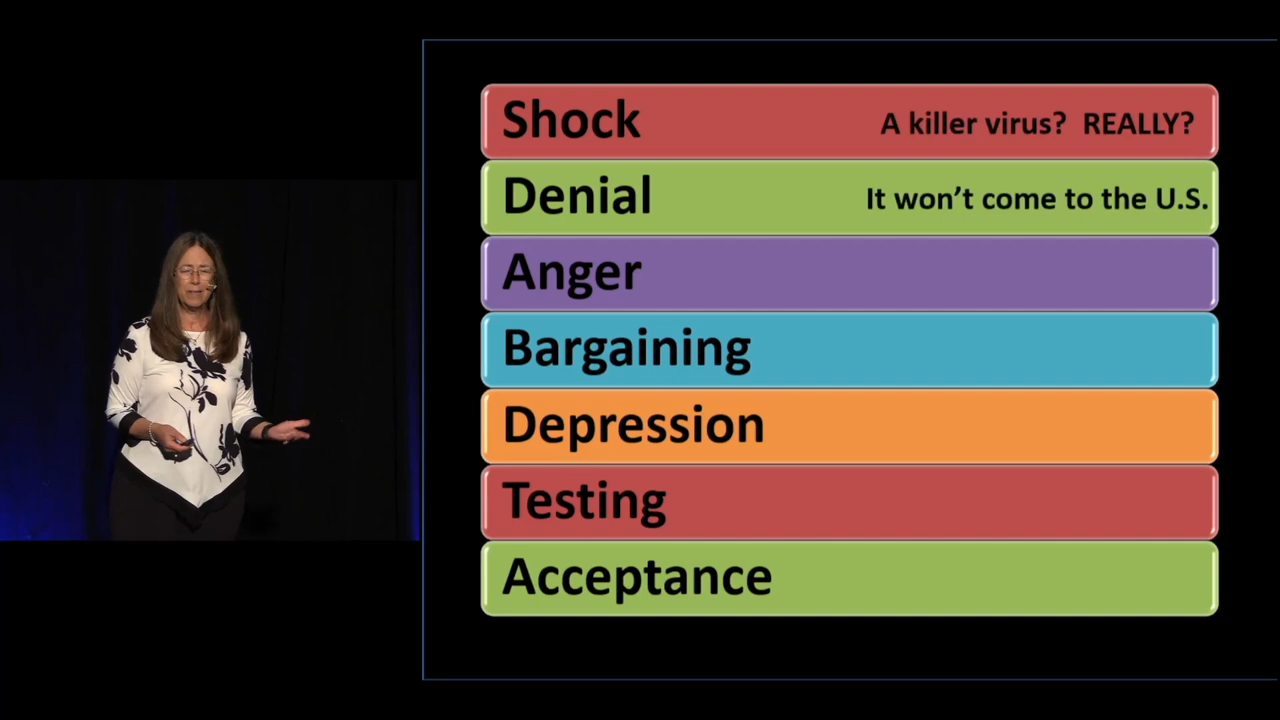 Shock A killer virus? REALLY?
Denial It won’t come to the U.S.
Anger
Bargaining
Depression
Testing
Acceptance